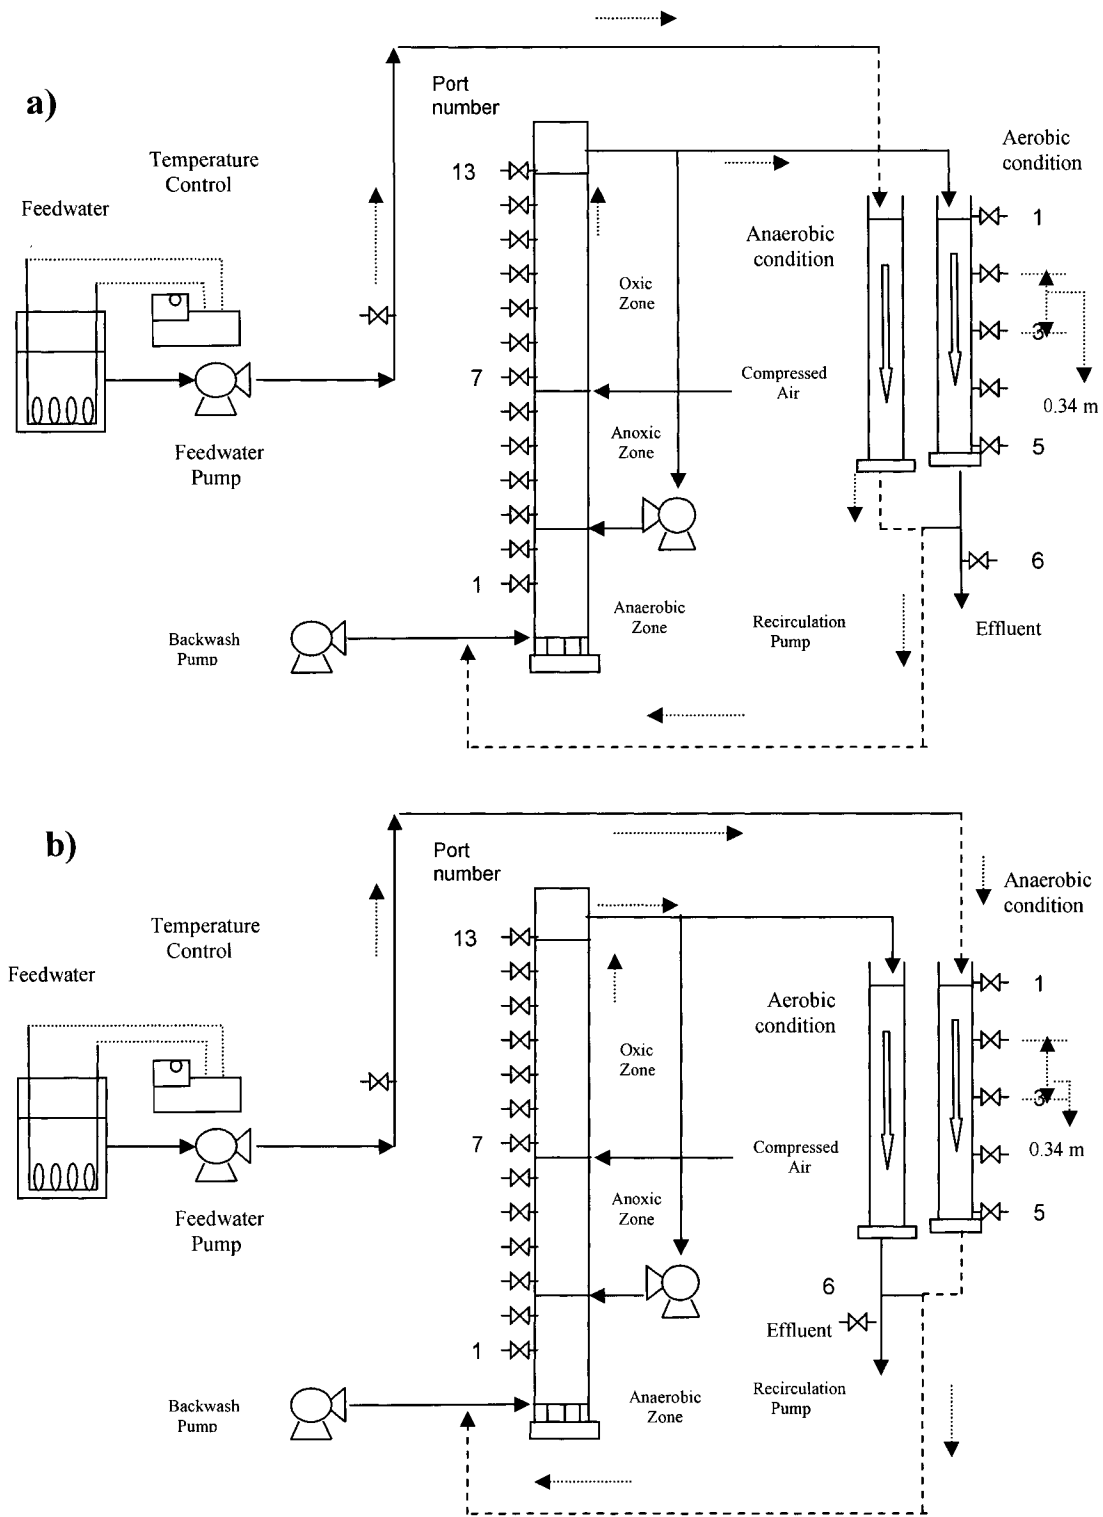 a)
Port
number
Aerobic
condition
Temperature
Control
13
Feedwater
1
Anaerobic
condition
Oxic
Zone
3
7
Compressed
Air
0.34 m
Anoxic
Zone
5
Feedwater
Pump
6
1
Anaerobic
Zone
Recirculation
Pump
Effluent
Backwash
Pump
b)
Port
number
Anaerobic
condition
Temperature
Control
13
Feedwater
1
Aerobic
condition
Oxic
Zone
3
7
Compressed
Air
0.34 m
Anoxic
Zone
5
Feedwater
Pump
6
Effluent
1
Anaerobic
Zone
Recirculation
Pump
Backwash
Pump